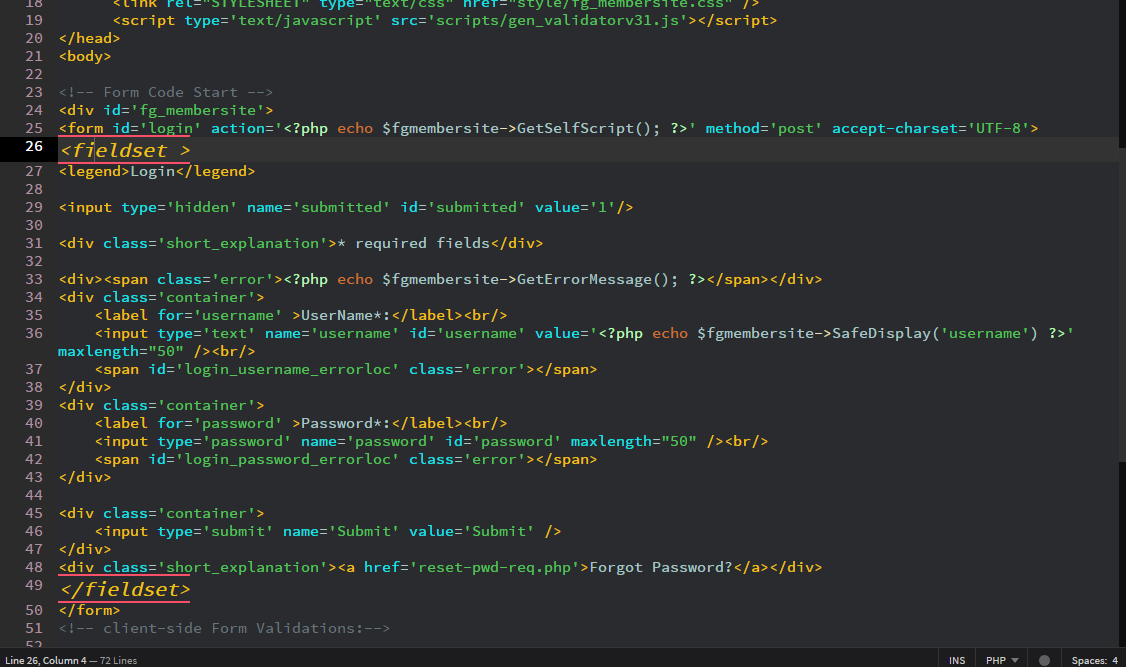 18 <link rel="STYLESHEET" type="text/css" href="style/fg_membersite.css" />
19 <script type='text/javascript' src='scripts/gen_validatorv31.js'></script>
20 </head>
21 <body>
22
23 <!-- Form Code Start -->
24 <div id='fg_membersite'>
25 <form id='login' action='<?php echo $fgmembersite->GetSelfScript(); ?>' method='post' accept-charset='UTF-8'>
26 <fieldset >
27 <legend>Login</legend>
28
29 <input type='hidden' name='submitted' id='submitted' value='1'/>
30
31 <div class='short_explanation'>* required fields</div>
32
33 <div><span class='error'><?php echo $fgmembersite->GetErrorMessage(); ?></span></div>
34 <div class='container'>
35 <label for='username' >UserName*:</label><br/>
36 <input type='text' name='username' id='username' value='<?php echo $fgmembersite->SafeDisplay('username') ?>'
maxlength="50" /><br/>
37 <span id='login_username_errorloc' class='error'></span>
38 </div>
39 <div class='container'>
40 <label for='password' >Password*:</label><br/>
41 <input type='password' name='password' id='password' maxlength="50" /><br/>
42 <span id='login_password_errorloc' class='error'></span>
43 </div>
44
45 <div class='container'>
46 <input type='submit' name='Submit' value='Submit' />
47 </div>
48 <div class='short_explanation'><a href='reset-pwd-req.php'>Forgot Password?</a></div>
49 </fieldset>
50 </form>
51 <!-- client-side Form Validations:-->
52
Line 26, Column 4 — 72 Lines INS PHP Spaces: 4